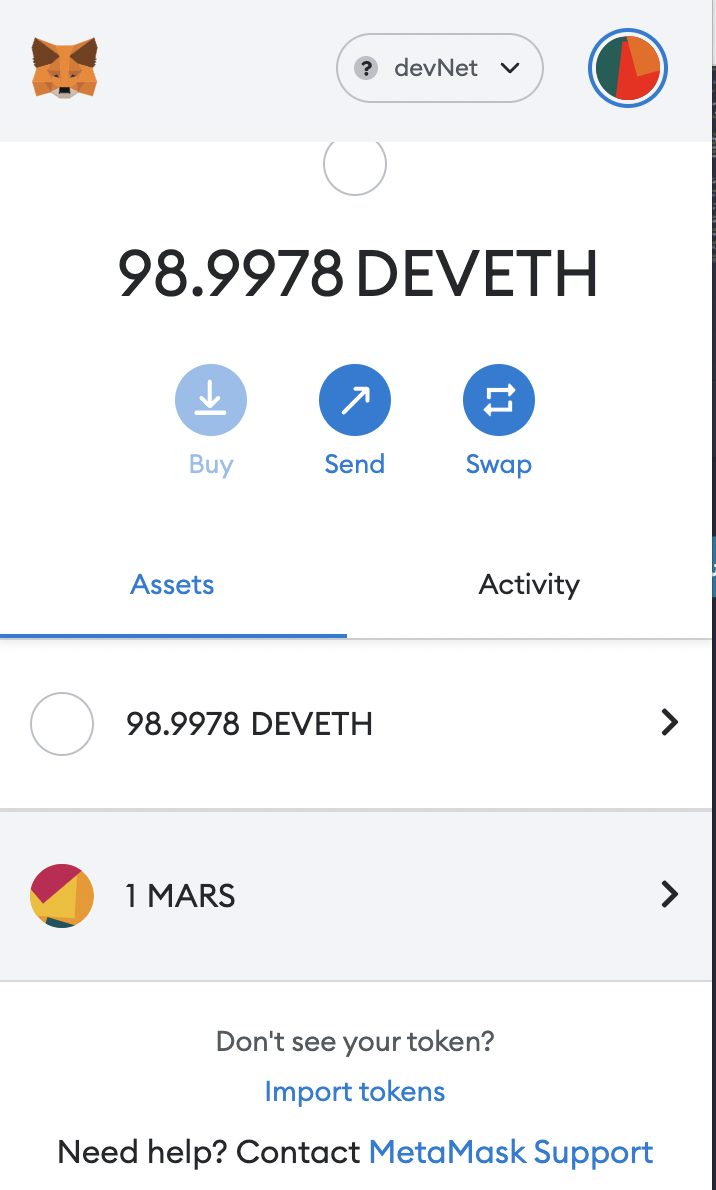 ? devNet
98.9978 DEVETH
Buy Send Swap
Assets Activity
98.9978 DEVETH
1 MARS
Don't see your token?
Import tokens
Need help? Contact MetaMask Support